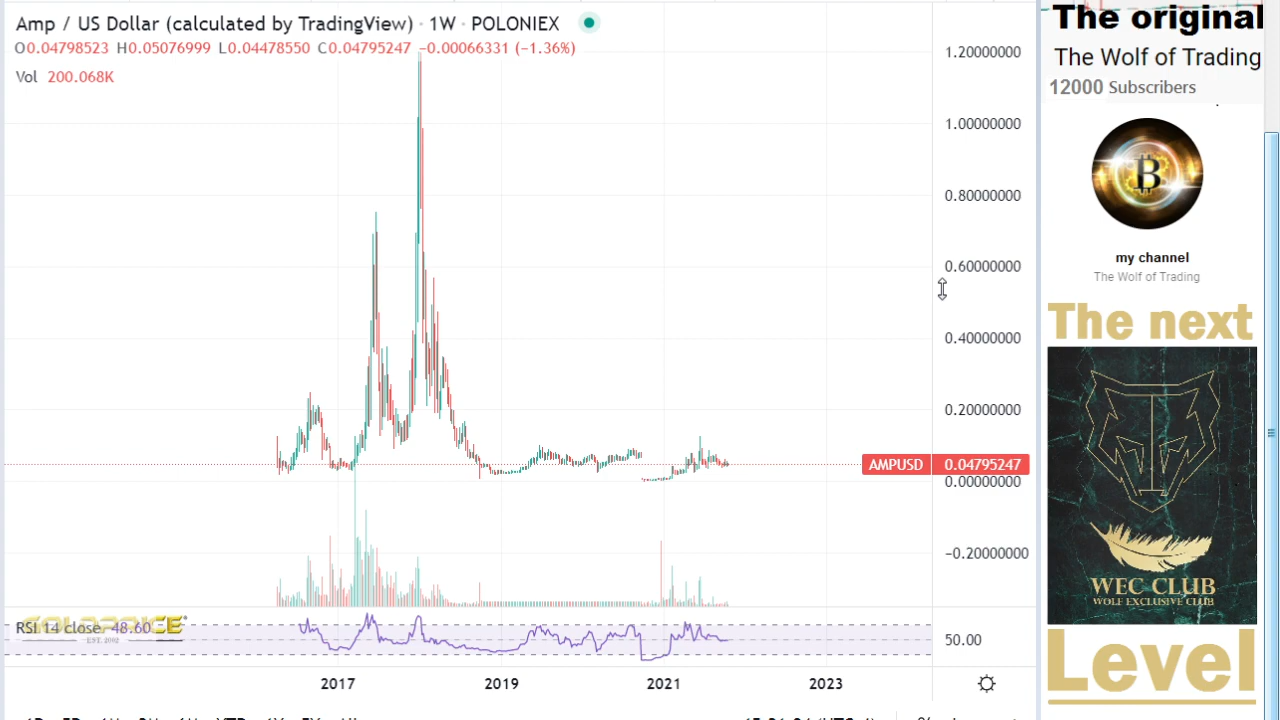 Amp / US Dollar (calculated by TradingView) · 1W · POLONIEX
O0.04798523 H0.05076999 L0.04478550 C0.04795247 −0.00066331 (−1.36%)
Vol 200.068K
1.20000000
1.00000000
0.80000000
0.60000000
0.40000000
0.20000000
AMPUSD 0.04795247
0.00000000
−0.20000000
RSI 14 close 48.60
EST. 2002
50.00
2017 2019 2021 2023
The original
The Wolf of Trading
12000 Subscribers
B
my channel
The Wolf of Trading
The next
WEC CLUB
WOLF EXCLUSIVE CLUB
Level